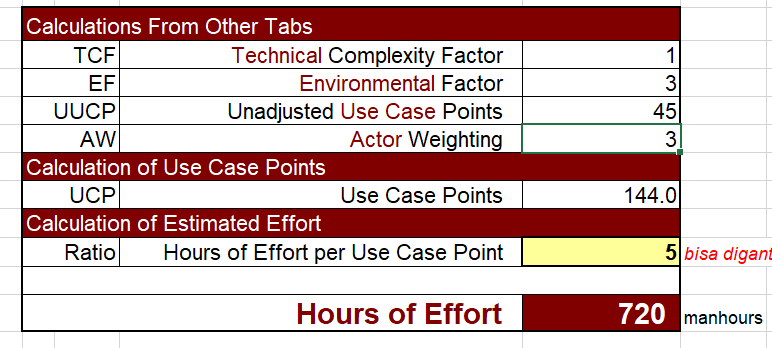 Calculations From Other Tabs
TCF Technical Complexity Factor 1
EF Environmental Factor 3
UUCP Unadjusted Use Case Points 45
AW Actor Weighting 3
Calculation of Use Case Points
UCP Use Case Points 144.0
Calculation of Estimated Effort
Ratio Hours of Effort per Use Case Point 5 bisa digant
Hours of Effort 720 manhours